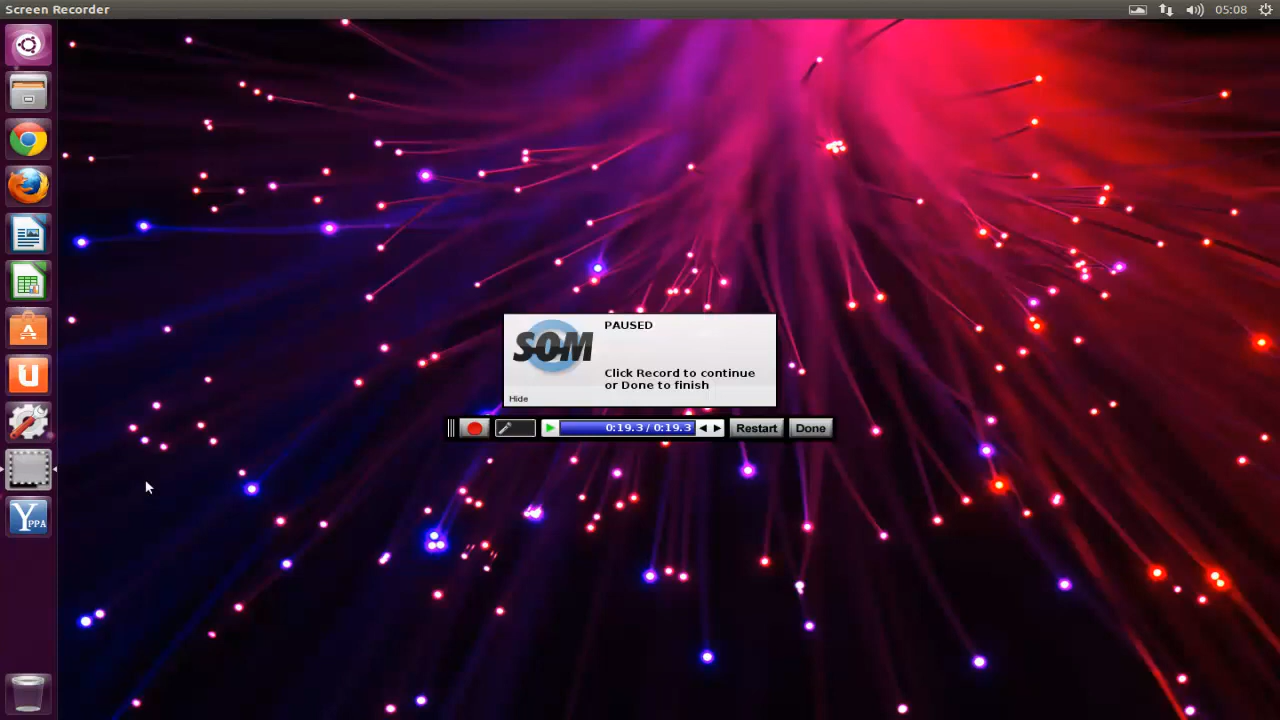 Screen Recorder
05:08
SOM
PAUSED
Click Record to continue
or Done to finish
Hide
0:19.3 / 0:19.3
Restart
Done
A
U
YPPA